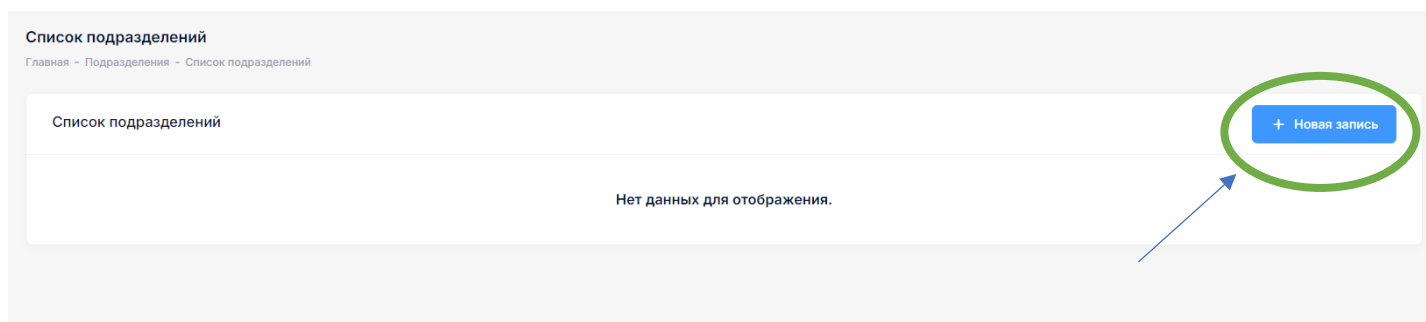 Список подразделений
Главная - Подразделения - Список подразделений
Список подразделений
+ Новая запись
Нет данных для отображения.